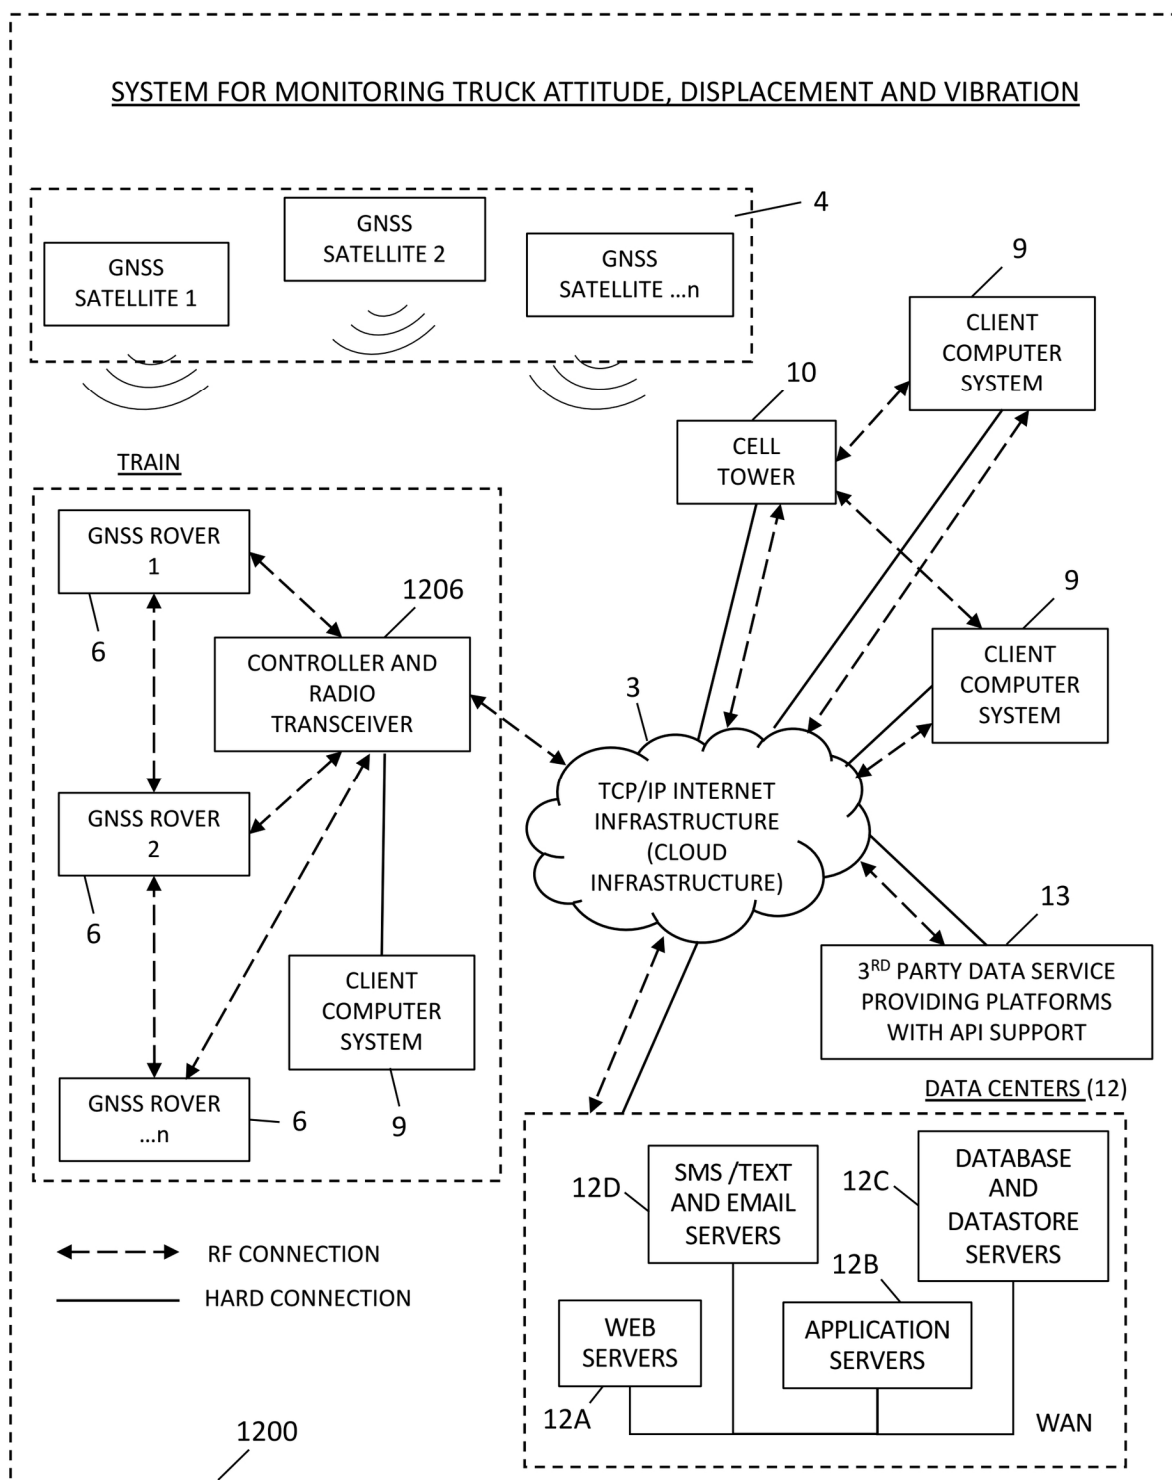 SYSTEM FOR MONITORING TRUCK ATTITUDE, DISPLACEMENT AND VIBRATION
4
GNSS
SATELLITE 1
GNSS
SATELLITE 2
GNSS
SATELLITE ...n
9
CLIENT
COMPUTER
SYSTEM
10
CELL
TOWER
TRAIN
GNSS ROVER
1
6
1206
CONTROLLER AND
RADIO
TRANSCEIVER
9
CLIENT
COMPUTER
SYSTEM
3
TCP/IP INTERNET
INFRASTRUCTURE
(CLOUD
INFRASTRUCTURE)
GNSS ROVER
2
6
CLIENT
COMPUTER
SYSTEM
9
GNSS ROVER
...n
6
13
3RD PARTY DATA SERVICE
PROVIDING PLATFORMS
WITH API SUPPORT
DATA CENTERS (12)
12D
SMS /TEXT
AND EMAIL
SERVERS
12C
DATABASE
AND
DATASTORE
SERVERS
RF CONNECTION
HARD CONNECTION
12B
WEB
SERVERS
APPLICATION
SERVERS
12A
WAN
1200